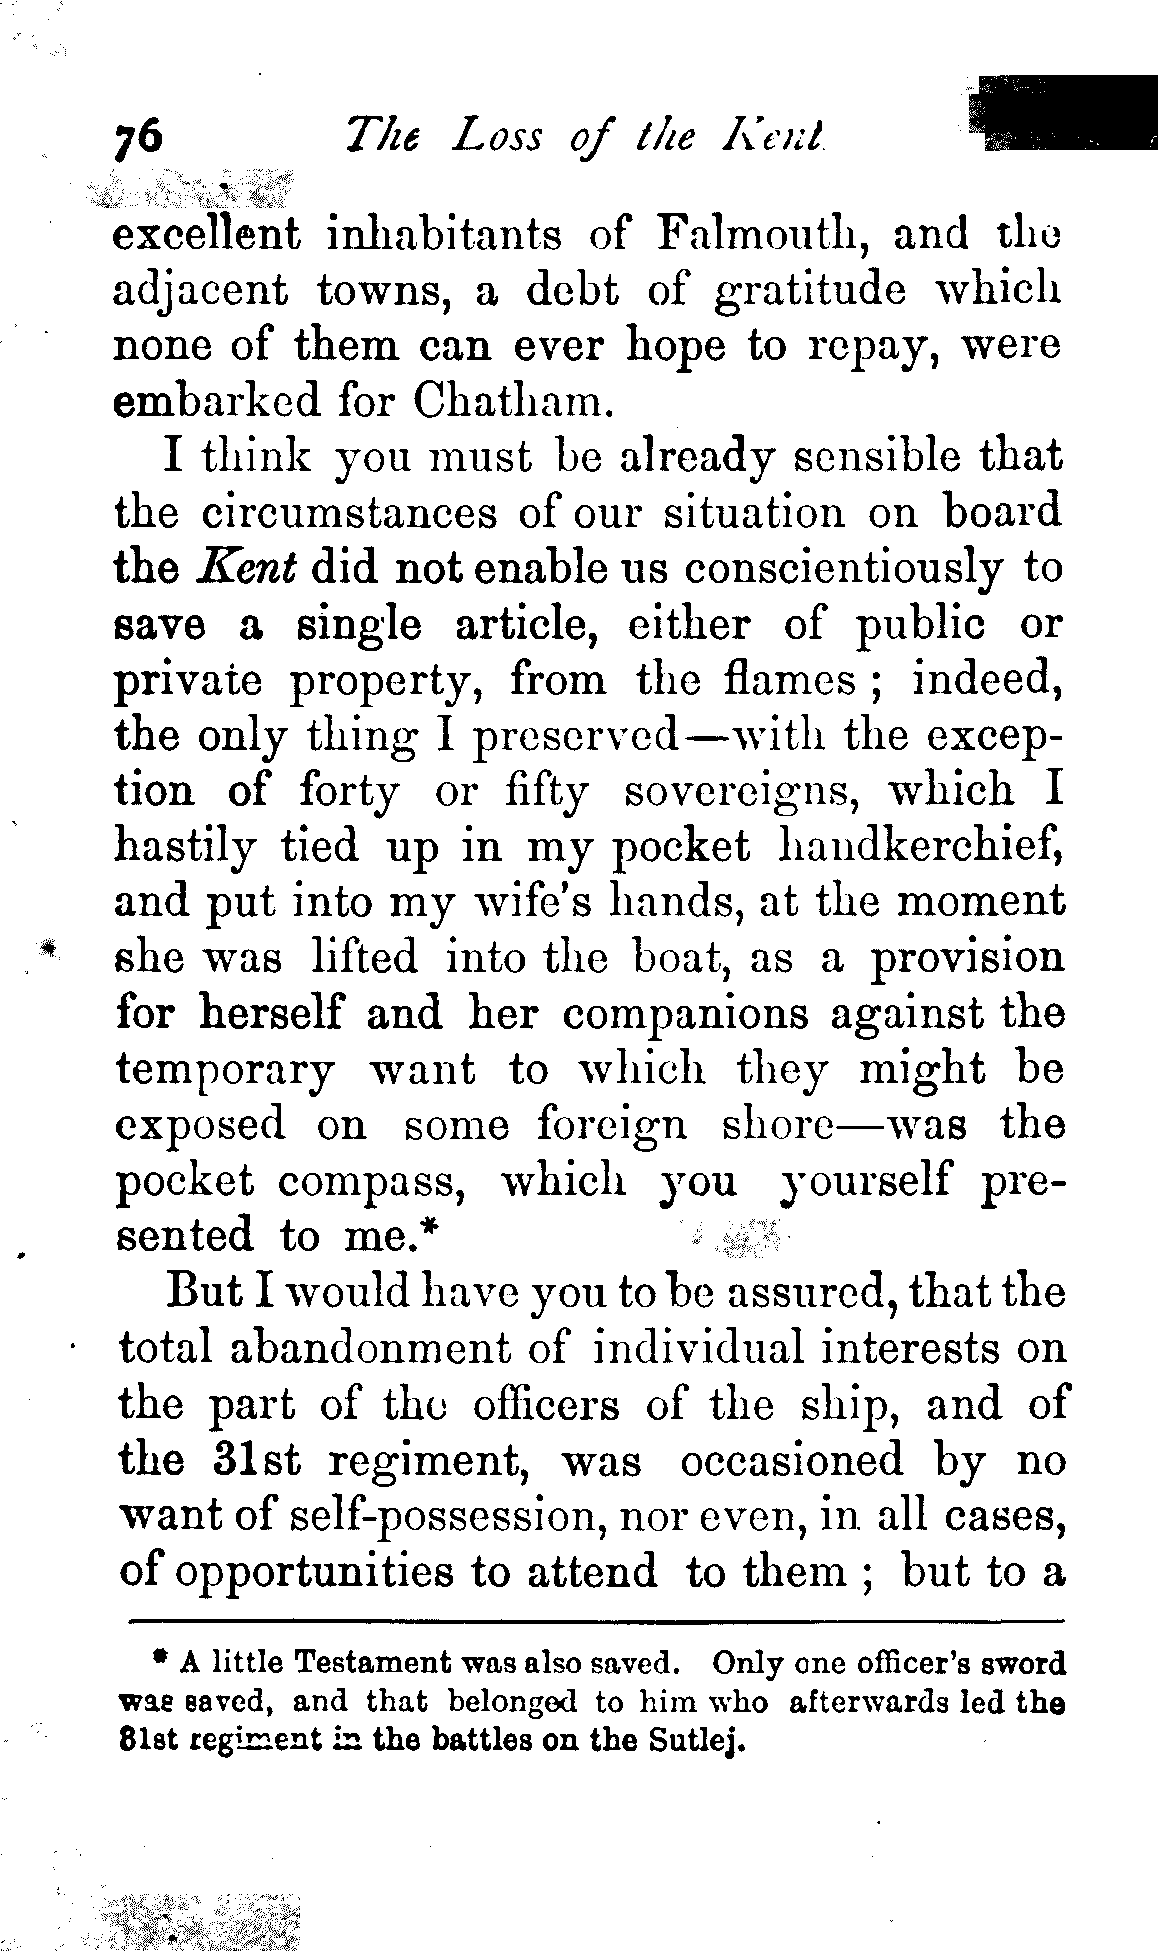 76 The Loss of the Kent
excellent inhabitants of Falmouth, and the
adjacent towns, a debt of gratitude which
none of them can ever hope to repay, were
embarked for Chatham.
I think you must be already sensible that
the circumstances of our situation on board
the Kent did not enable us conscientiously to
save a single article, either of public or
private property, from the flames ; indeed,
the only thing I preserved—with the excep-
tion of forty or fifty sovereigns, which I
hastily tied up in my pocket handkerchief,
and put into my wife's hands, at the moment
she was lifted into the boat, as a provision
for herself and her companions against the
temporary want to which they might be
exposed on some foreign shore—was the
pocket compass, which you yourself pre-
sented to me.*
But I would have you to be assured, that the
total abandonment of individual interests on
the part of the officers of the ship, and of
the 31st regiment, was occasioned by no
want of self-possession, nor even, in all cases,
of opportunities to attend to them ; but to a
* A little Testament was also saved. Only one officer's sword
was saved, and that belonged to him who afterwards led the
31st regiment in the battles on the Sutlej.